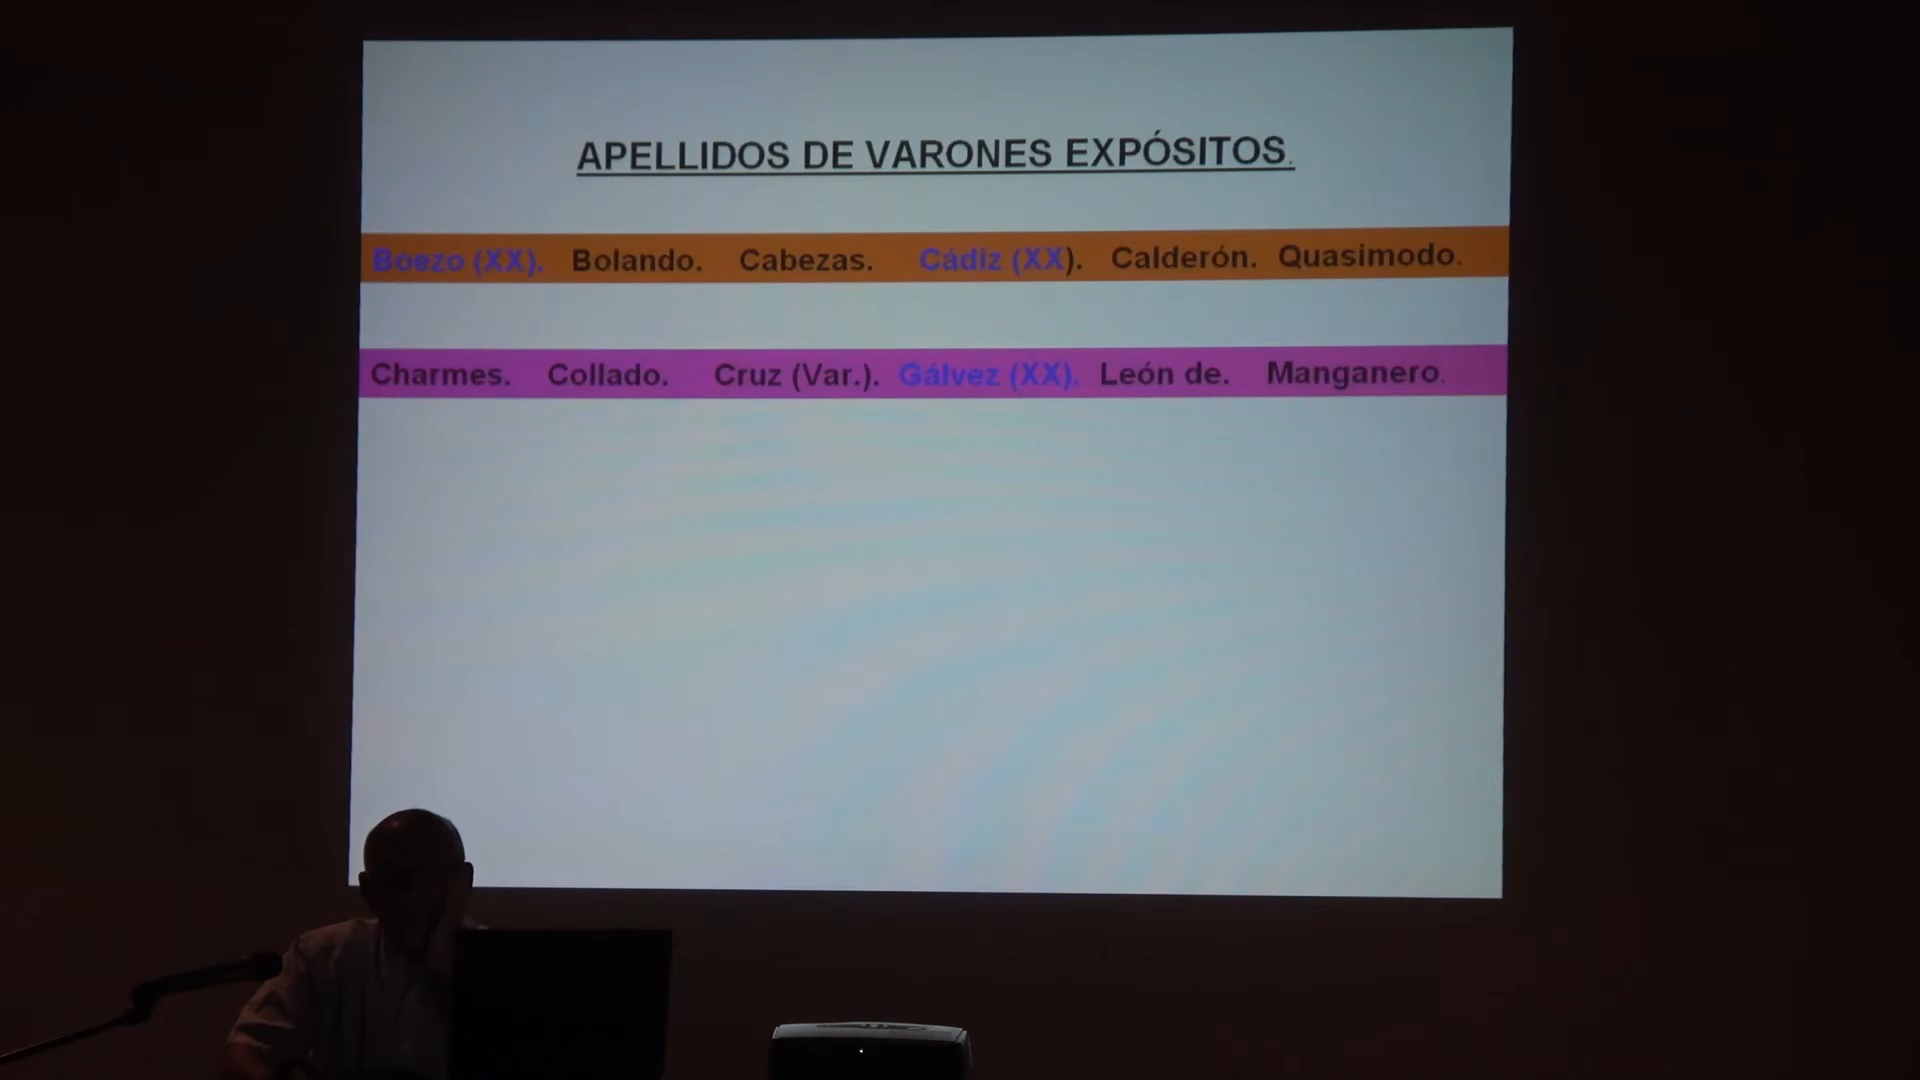 APELLIDOS DE VARONES EXPÓSITOS.
Boezo (XX). Bolando. Cabezas. Cádiz (XX). Calderón. Quasimodo.
Charmes. Collado. Cruz (Var.). Gálvez (XX). León de. Manganero.